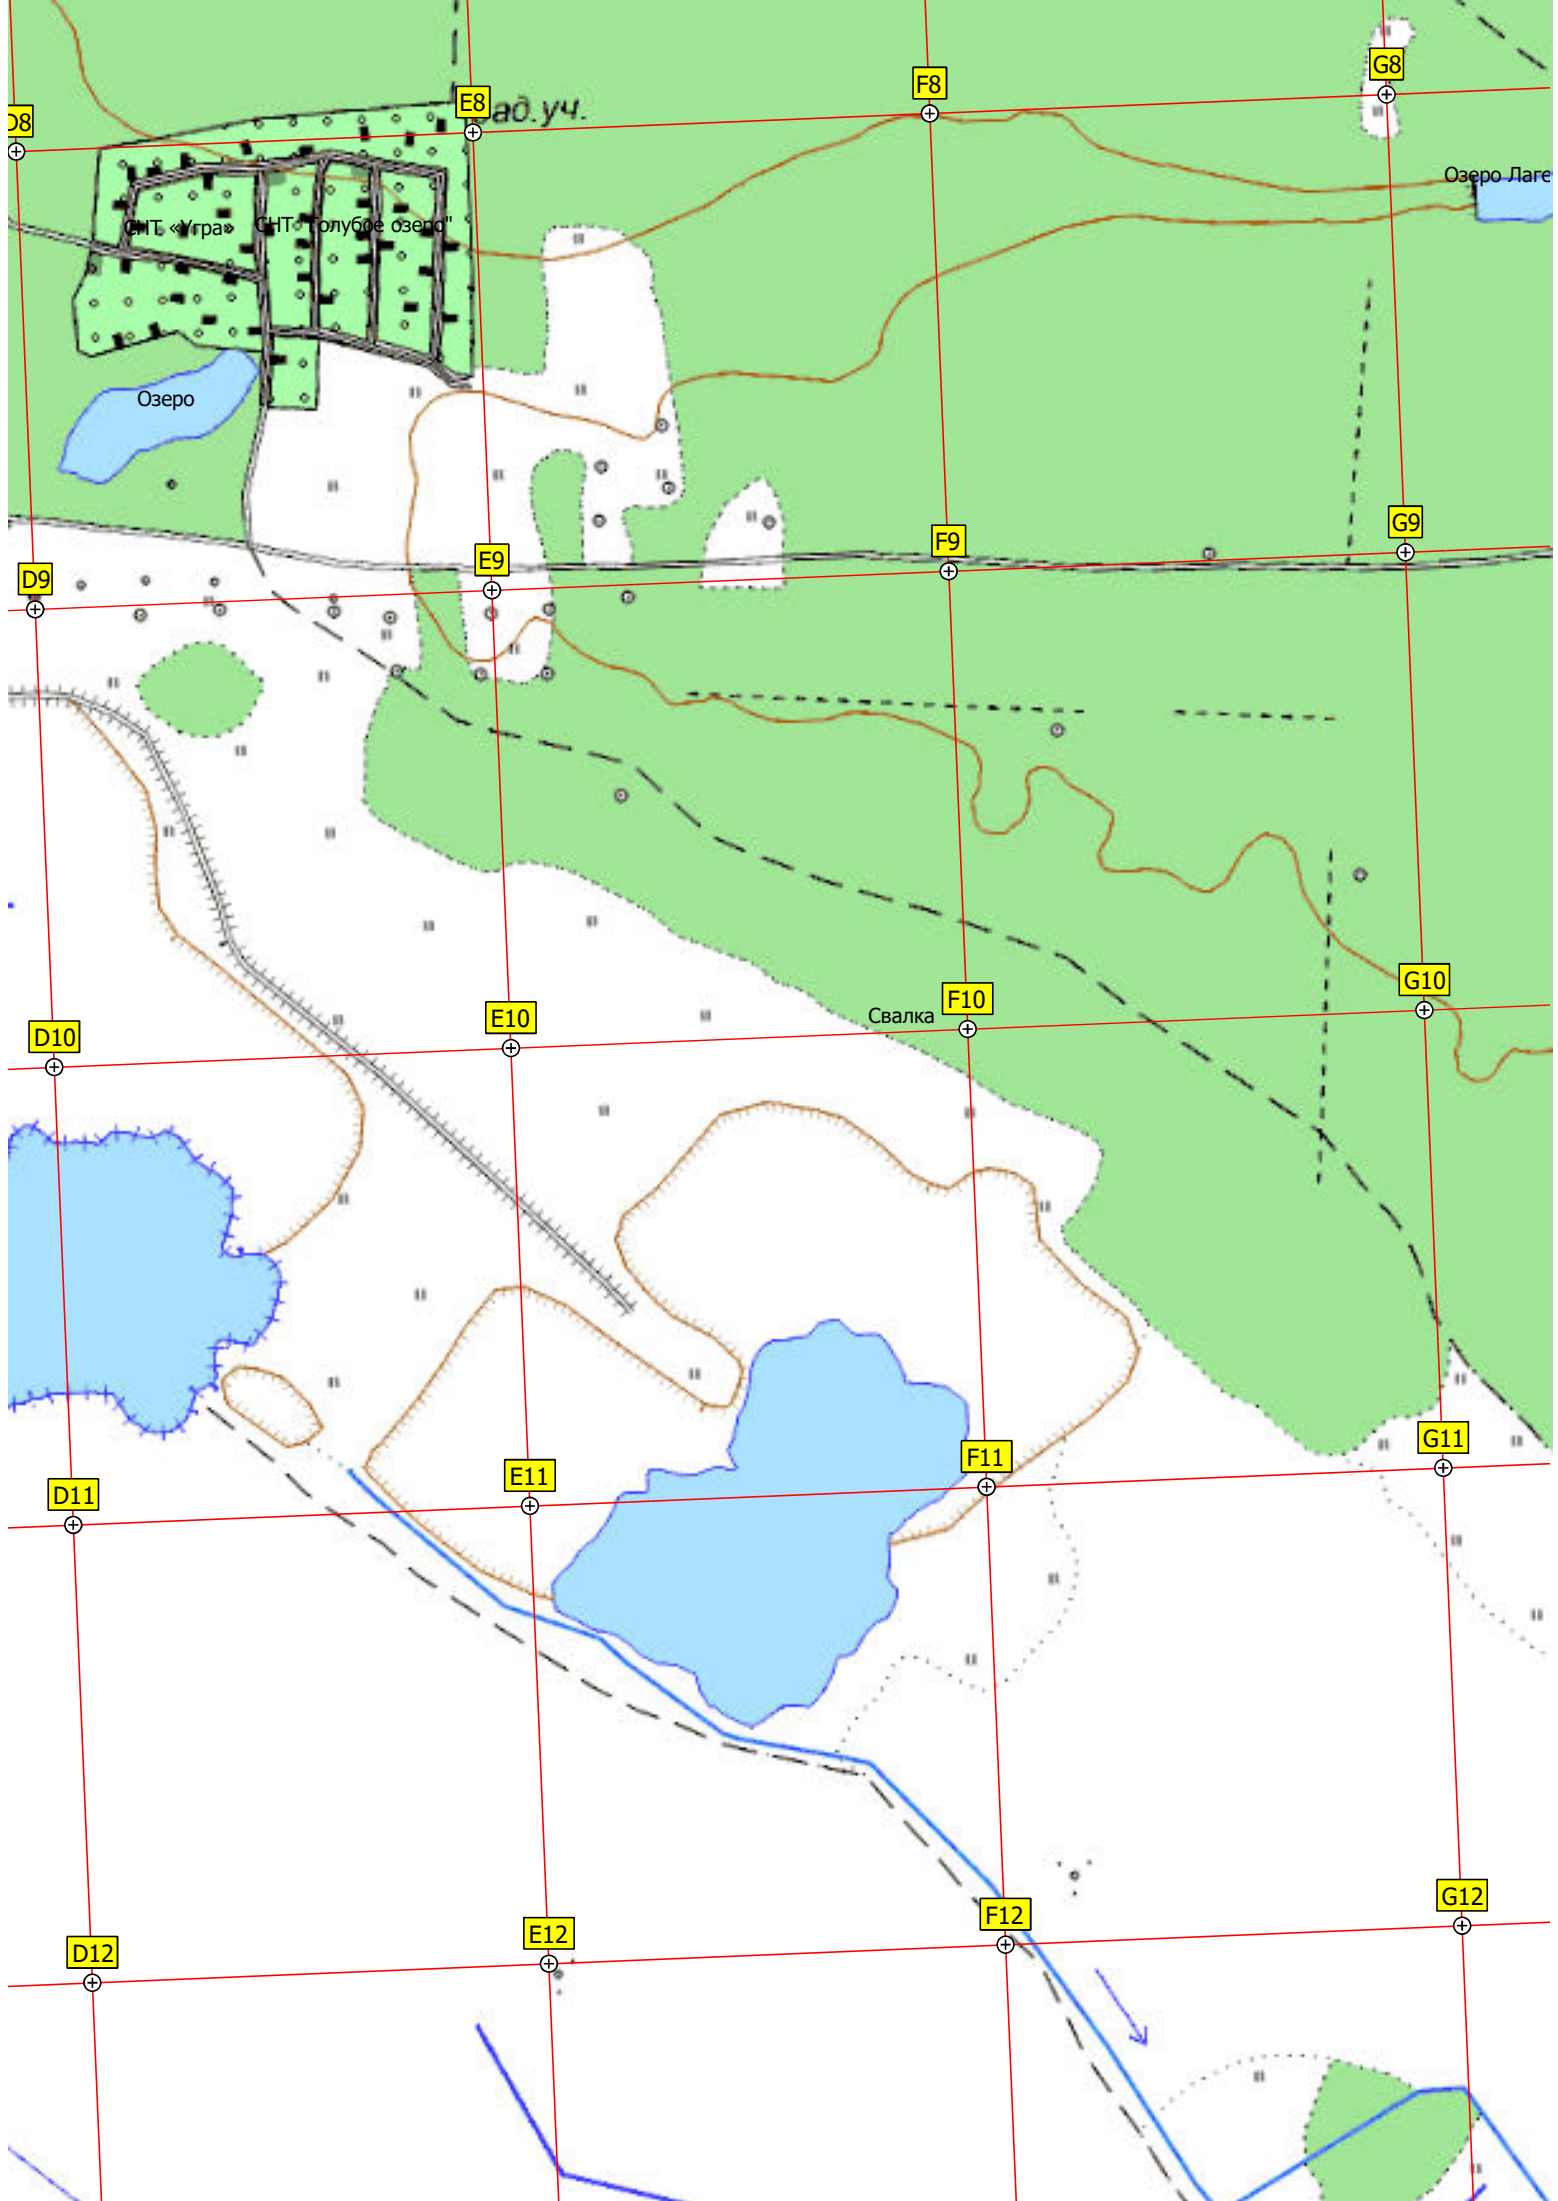 G8
F8
E8
D8
Сад.уч.
Озеро Лаге
СНТ «Угра»
СНТ "Голубое озеро"
Озеро
G9
F9
E9
D9
G10
F10
E10
Свалка
D10
G11
F11
E11
D11
G12
F12
E12
D12